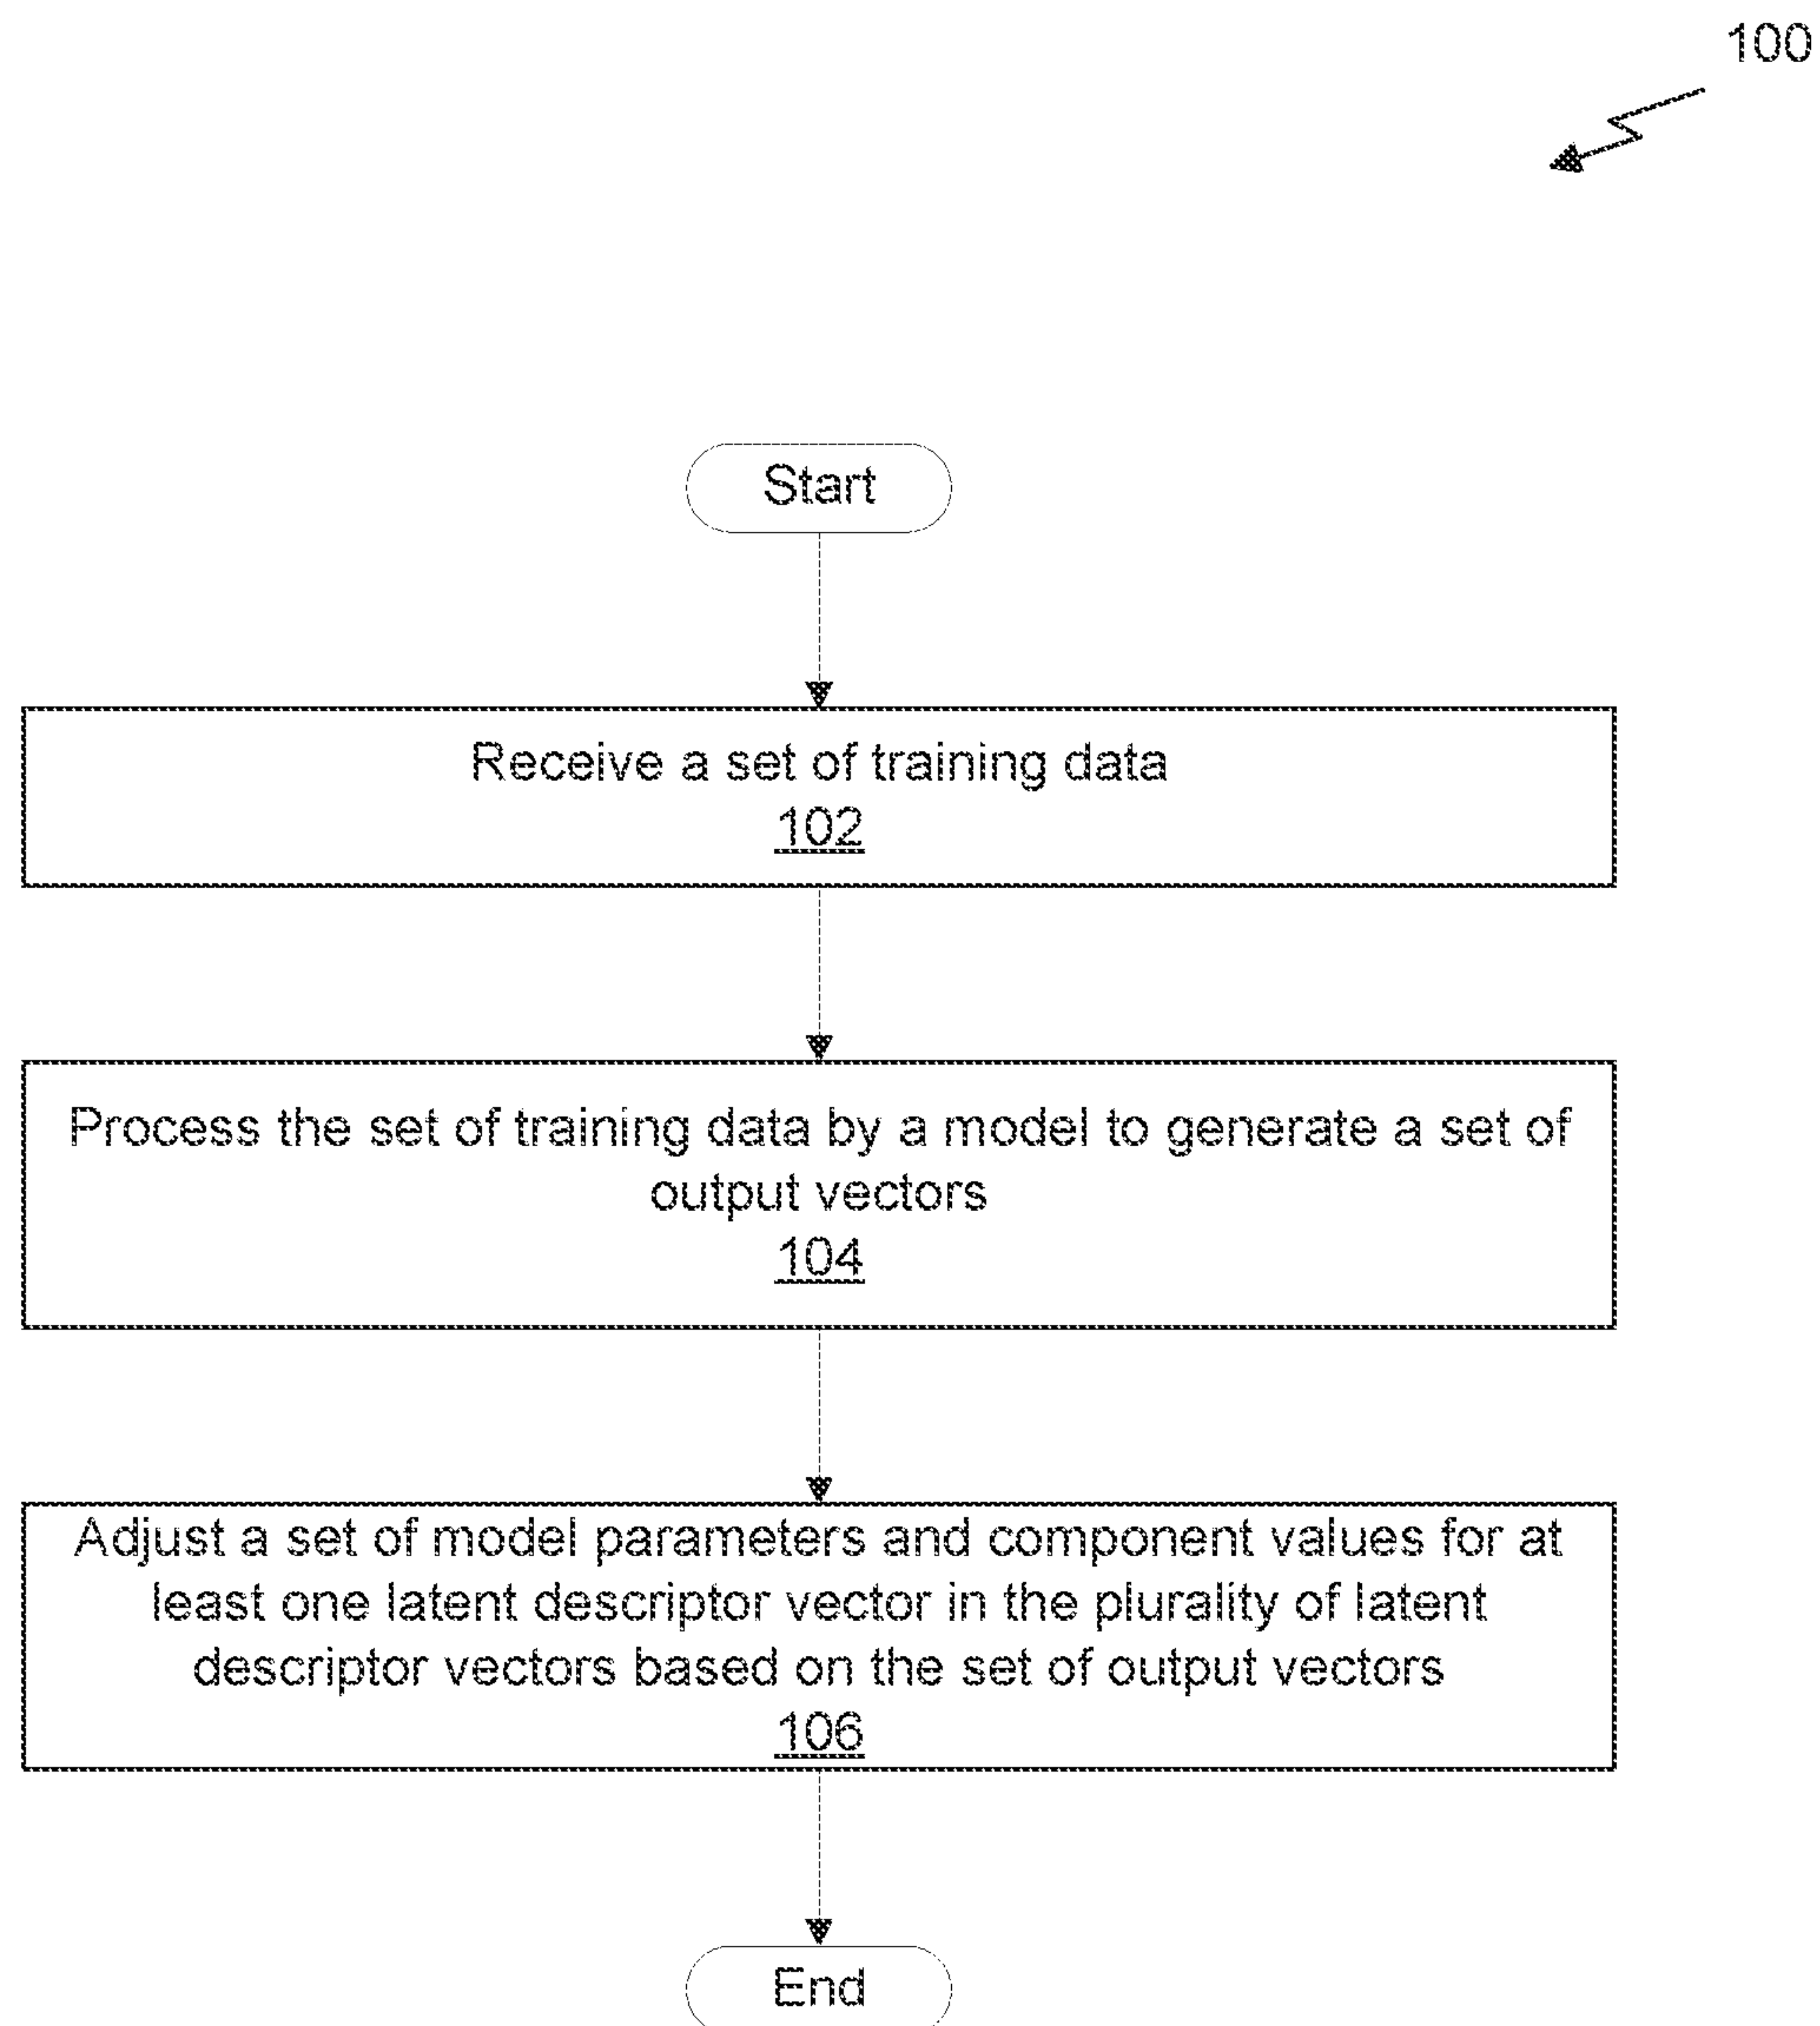 100
Start
Receive a set of training data
102
Process the set of training data by a model to generate a set of
output vectors
104
Adjust a set of model parameters and component values for at
least one latent descriptor vector in the plurality of latent
descriptor vectors based on the set of output vectors
106
End